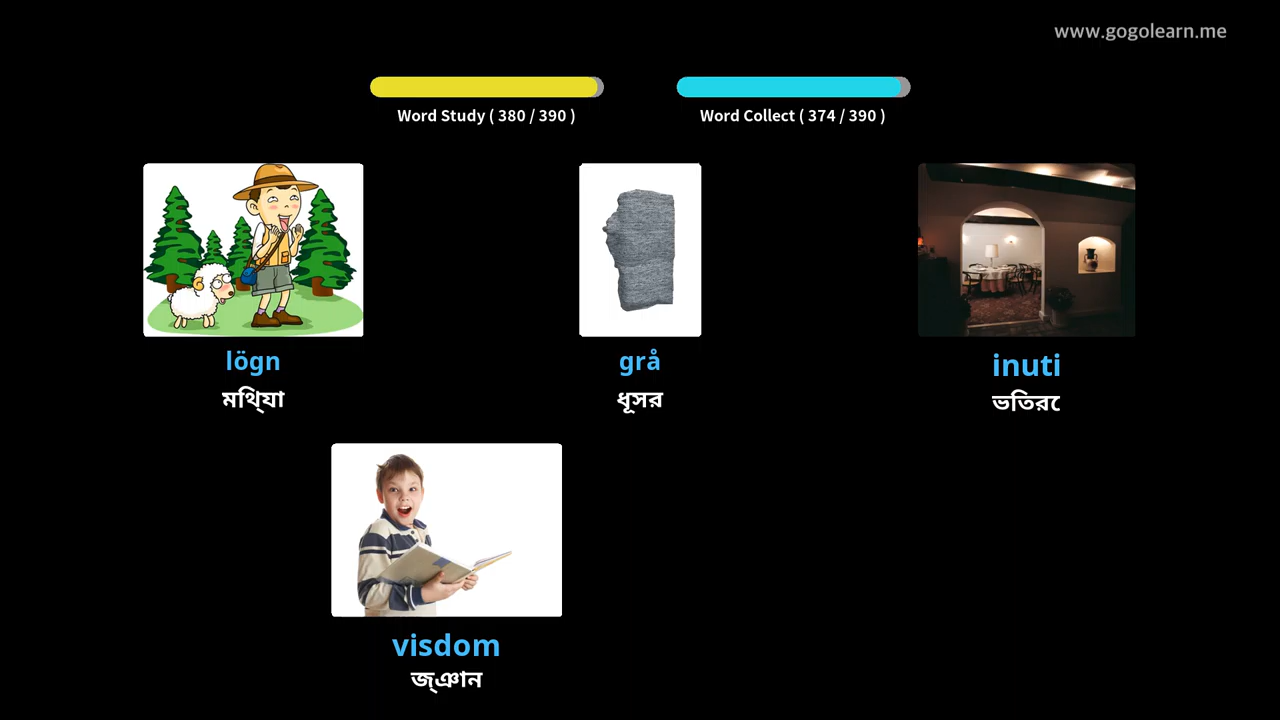 www.gogolearn.me
Word Study ( 380 / 390 )
Word Collect ( 374 / 390 )
lögn
grå
inuti
মথ্িযা
ধূসর
ভতিরে
visdom
জ্ঞান